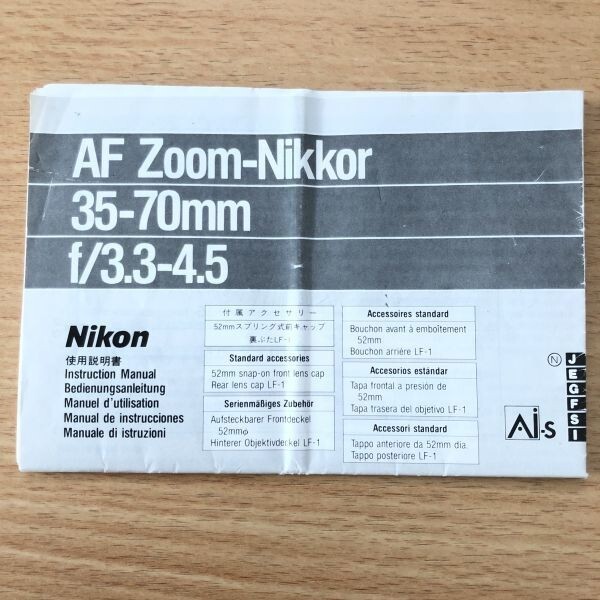 AF Zoom-Nikkor
35-70mm
f/3.3-4.5
Nikon
使用説明書
Instruction Manual
Bedienungsanleitung
Manuel d'utilisation
Manual de instrucciones
Manuale di istruzioni
付属アクセサリー
52mmスプリング式前キャップ
裏ぶたLF-1
Standard accessories
52mm snap-on front lens cap
Rear lens cap LF-1
Serienmäßiges Zubehör
Aufsteckbarer Frontdeckel
52mmφ
Hinterer Objektivdeckel LF-1
Accessoires standard
Bouchon avant à emboîtement
52mm
Bouchon arrière LF-1
Accesorios estándar
Tapa frontal a presión de
52mm
Tapa trasera del objetivo LF-1
Accessori standard
Tappo anteriore da 52mm dia.
Tappo posteriore LF-1
N
J
E
G
F
S
I
Ai-s